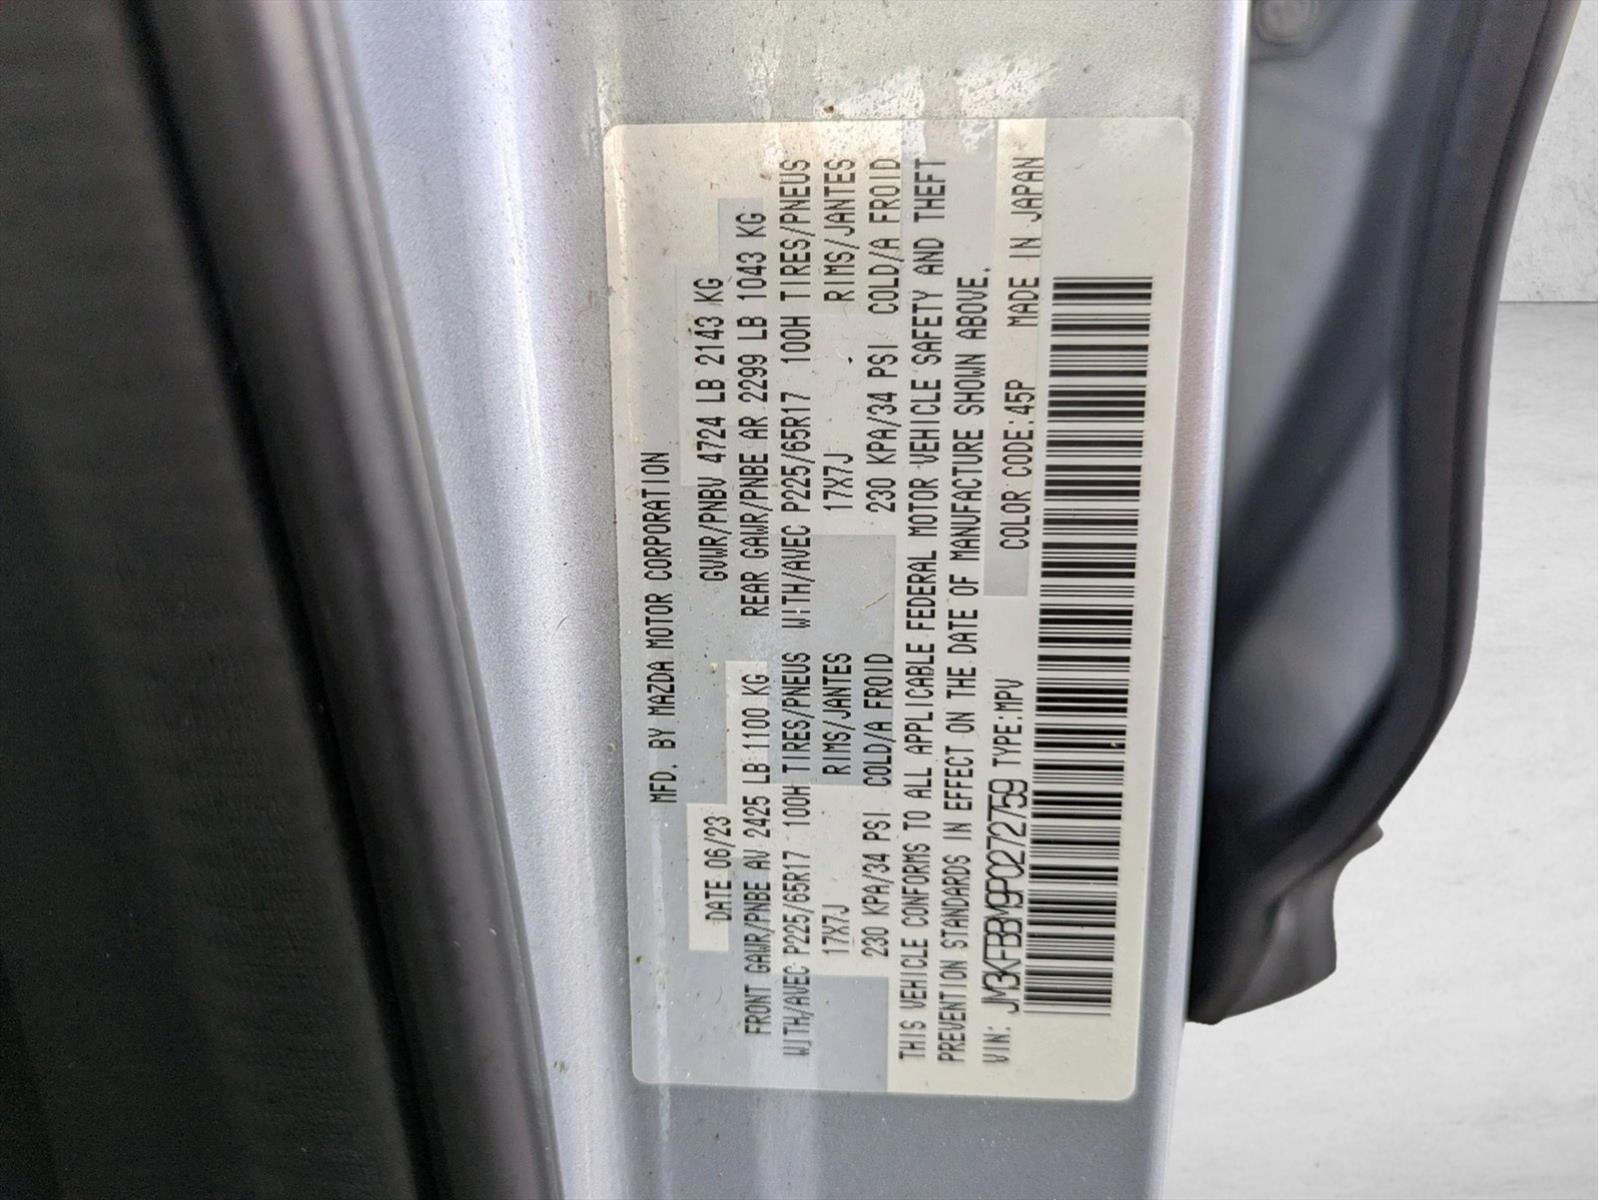 MFD. BY MAZDA MOTOR CORPORATION
DATE 06/23 GVWR/PNBV 4724 LB 2143 KG
FRONT GAWR/PNBE AV 2425 LB 1100 KG REAR GAWR/PNBE AR 2299 LB 1043 KG
WITH/AVEC P225/65R17 100H TIRES/PNEUS WITH/AVEC P225/65R17 100H TIRES/PNEUS
17X7J RIMS/JANTES 17X7J RIMS/JANTES
230 KPA/34 PSI COLD/A FROID 230 KPA/34 PSI COLD/A FROID
THIS VEHICLE CONFORMS TO ALL APPLICABLE FEDERAL MOTOR VEHICLE SAFETY AND THEFT
PREVENTION STANDARDS IN EFFECT ON THE DATE OF MANUFACTURE SHOWN ABOVE.
VIN: JM3KFBBM9P0272759 TYPE:MPV COLOR CODE:45P MADE IN JAPAN